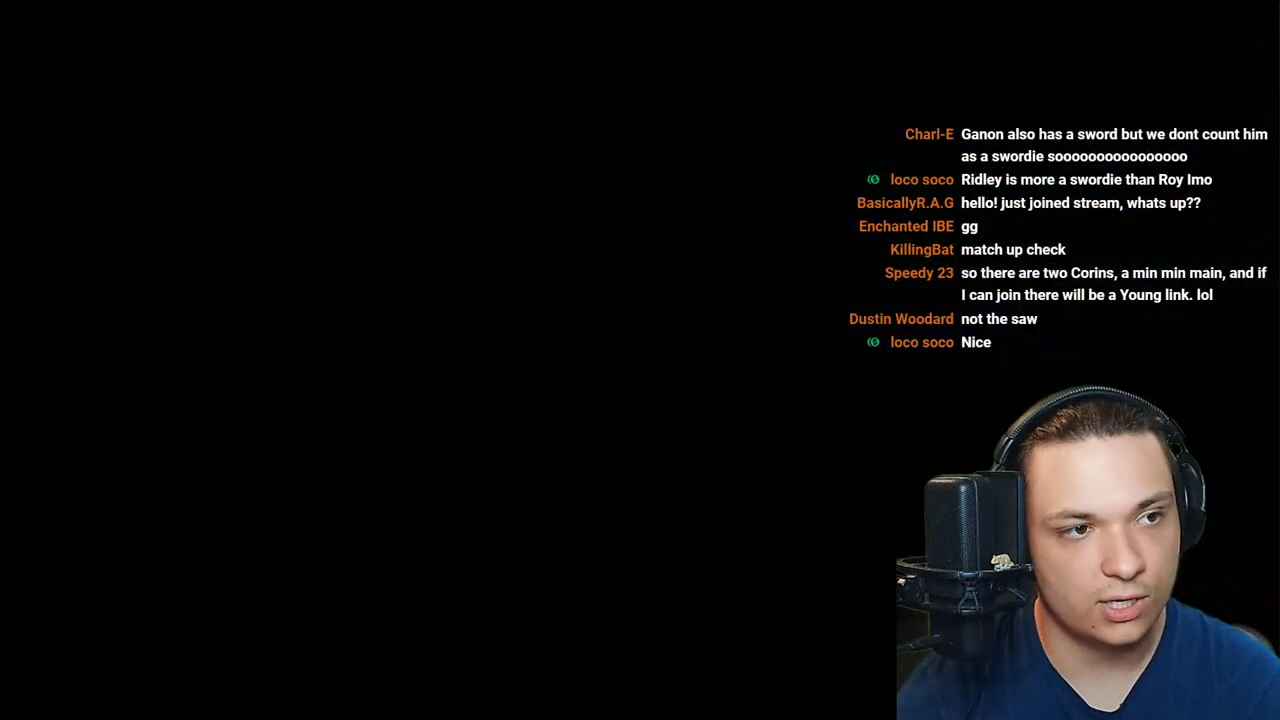 Charl-E Ganon also has a sword but we dont count him
as a swordie soooooooooooooooo
loco soco Ridley is more a swordie than Roy Imo
BasicallyR.A.G hello! just joined stream, whats up??
Enchanted IBE gg
KillingBat match up check
Speedy 23 so there are two Corins, a min min main, and if
I can join there will be a Young link. lol
Dustin Woodard not the saw
loco soco Nice